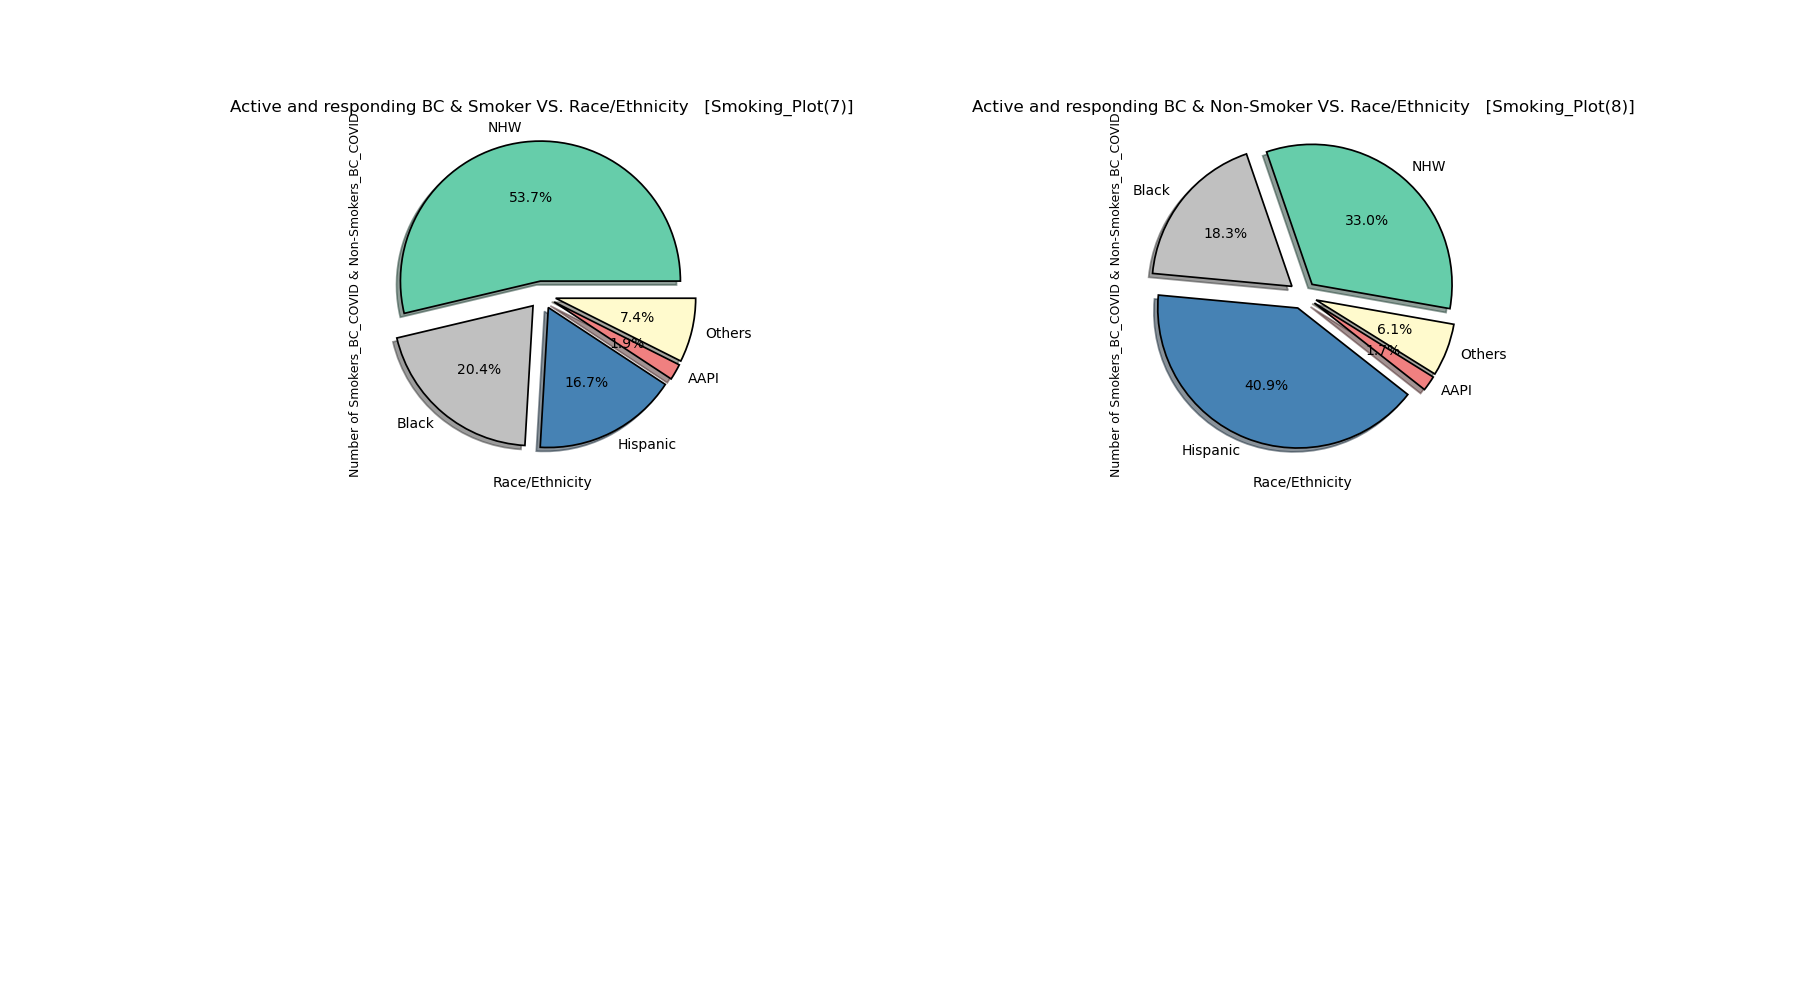 Active and responding BC & Smoker VS. Race/Ethnicity   [Smoking_Plot(7)]
Number of Smokers_BC_COVID & Non-Smokers_BC_COVID
NHW
53.7%
7.4%
Others
1.9%
AAPI
20.4%
16.7%
Black
Hispanic
Race/Ethnicity
Active and responding BC & Non-Smoker VS. Race/Ethnicity   [Smoking_Plot(8)]
Number of Smokers_BC_COVID & Non-Smokers_BC_COVID
NHW
Black
33.0%
18.3%
6.1%
Others
1.7%
AAPI
40.9%
Hispanic
Race/Ethnicity